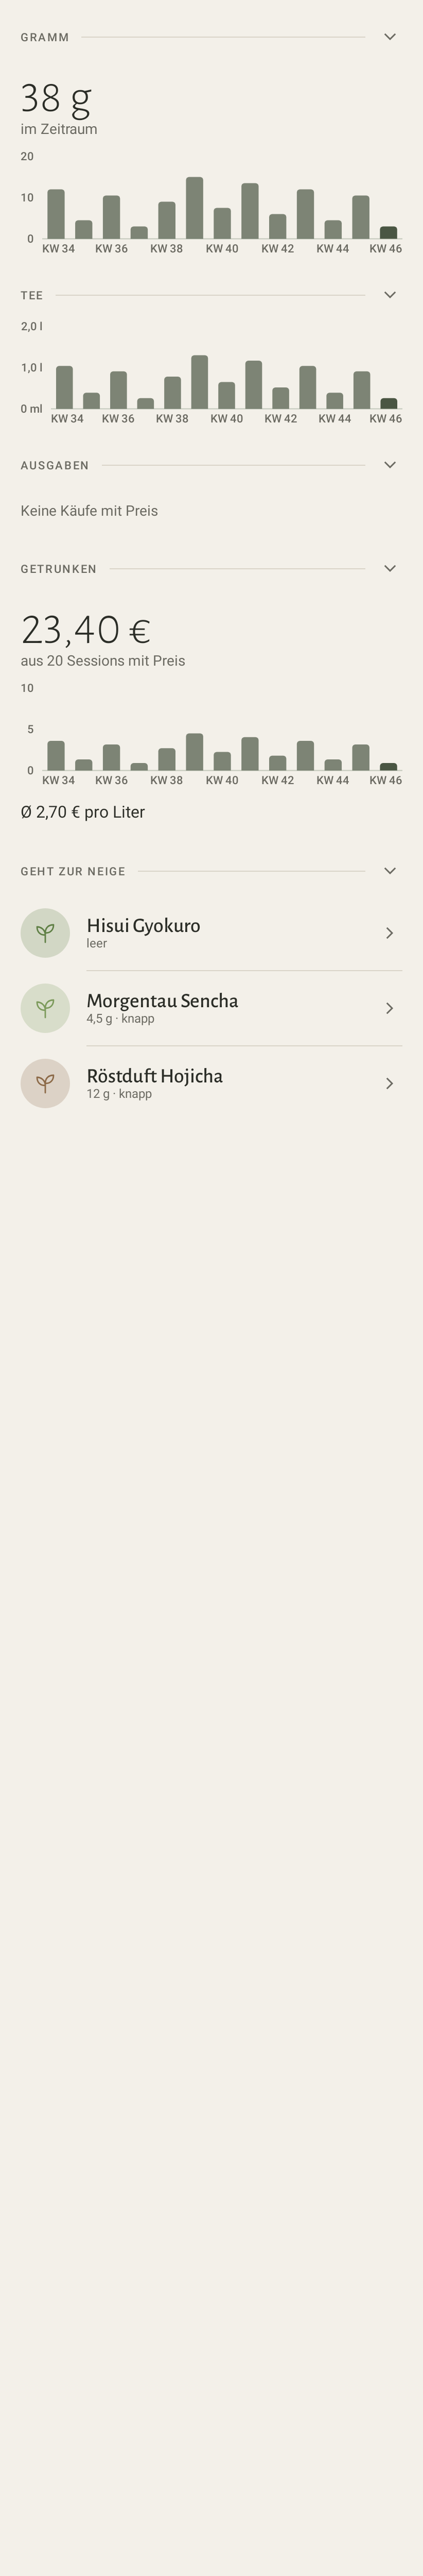 GRAMM
38 g
im Zeitraum
20
10
0
KW 34 KW 36 KW 38 KW 40 KW 42 KW 44 KW 46
TEE
2,0 l
1,0 l
0 ml
KW 34 KW 36 KW 38 KW 40 KW 42 KW 44 KW 46
AUSGABEN
Keine Käufe mit Preis
GETRUNKEN
23,40 €
aus 20 Sessions mit Preis
10
5
0
KW 34 KW 36 KW 38 KW 40 KW 42 KW 44 KW 46
Ø 2,70 € pro Liter
GEHT ZUR NEIGE
Hisui Gyokuro
leer
Morgentau Sencha
4,5 g · knapp
Röstduft Hojicha
12 g · knapp